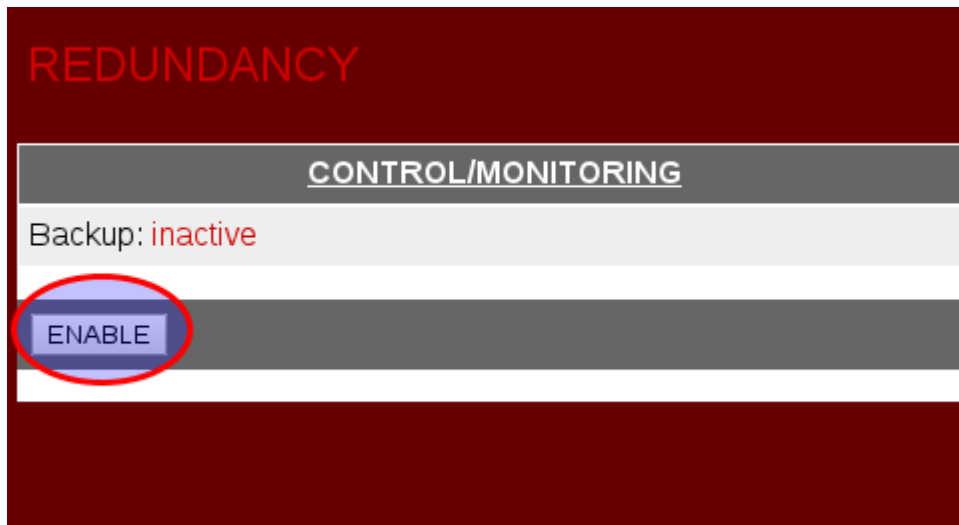 REDUNDANCY
CONTROL/MONITORING
Backup: inactive
ENABLE